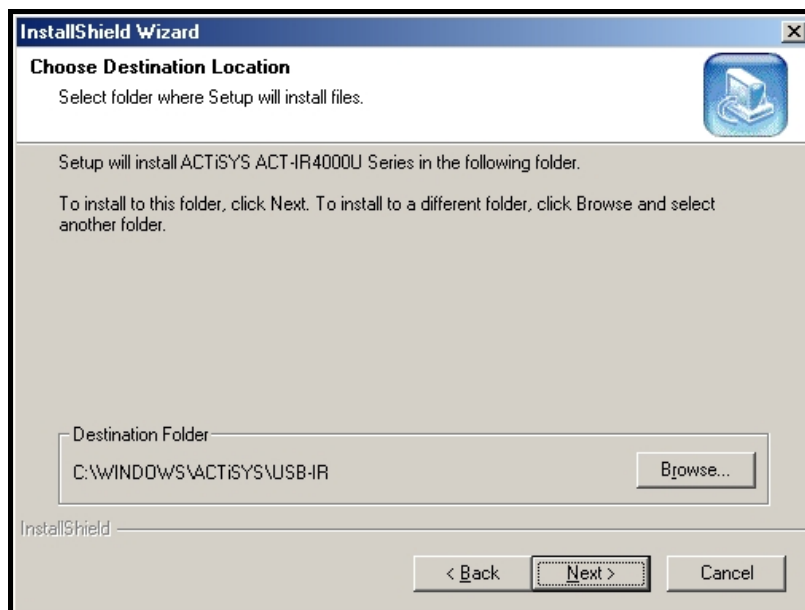 InstallShield Wizard
Choose Destination Location
Select folder where Setup will install files.
Setup will install ACTiSYS ACT-IR4000U Series in the following folder.
To install to this folder, click Next. To install to a different folder, click Browse and select
another folder.
Destination Folder
C:\WINDOWS\ACTiSYS\USB-IR
Browse...
InstallShield
< Back
Next >
Cancel